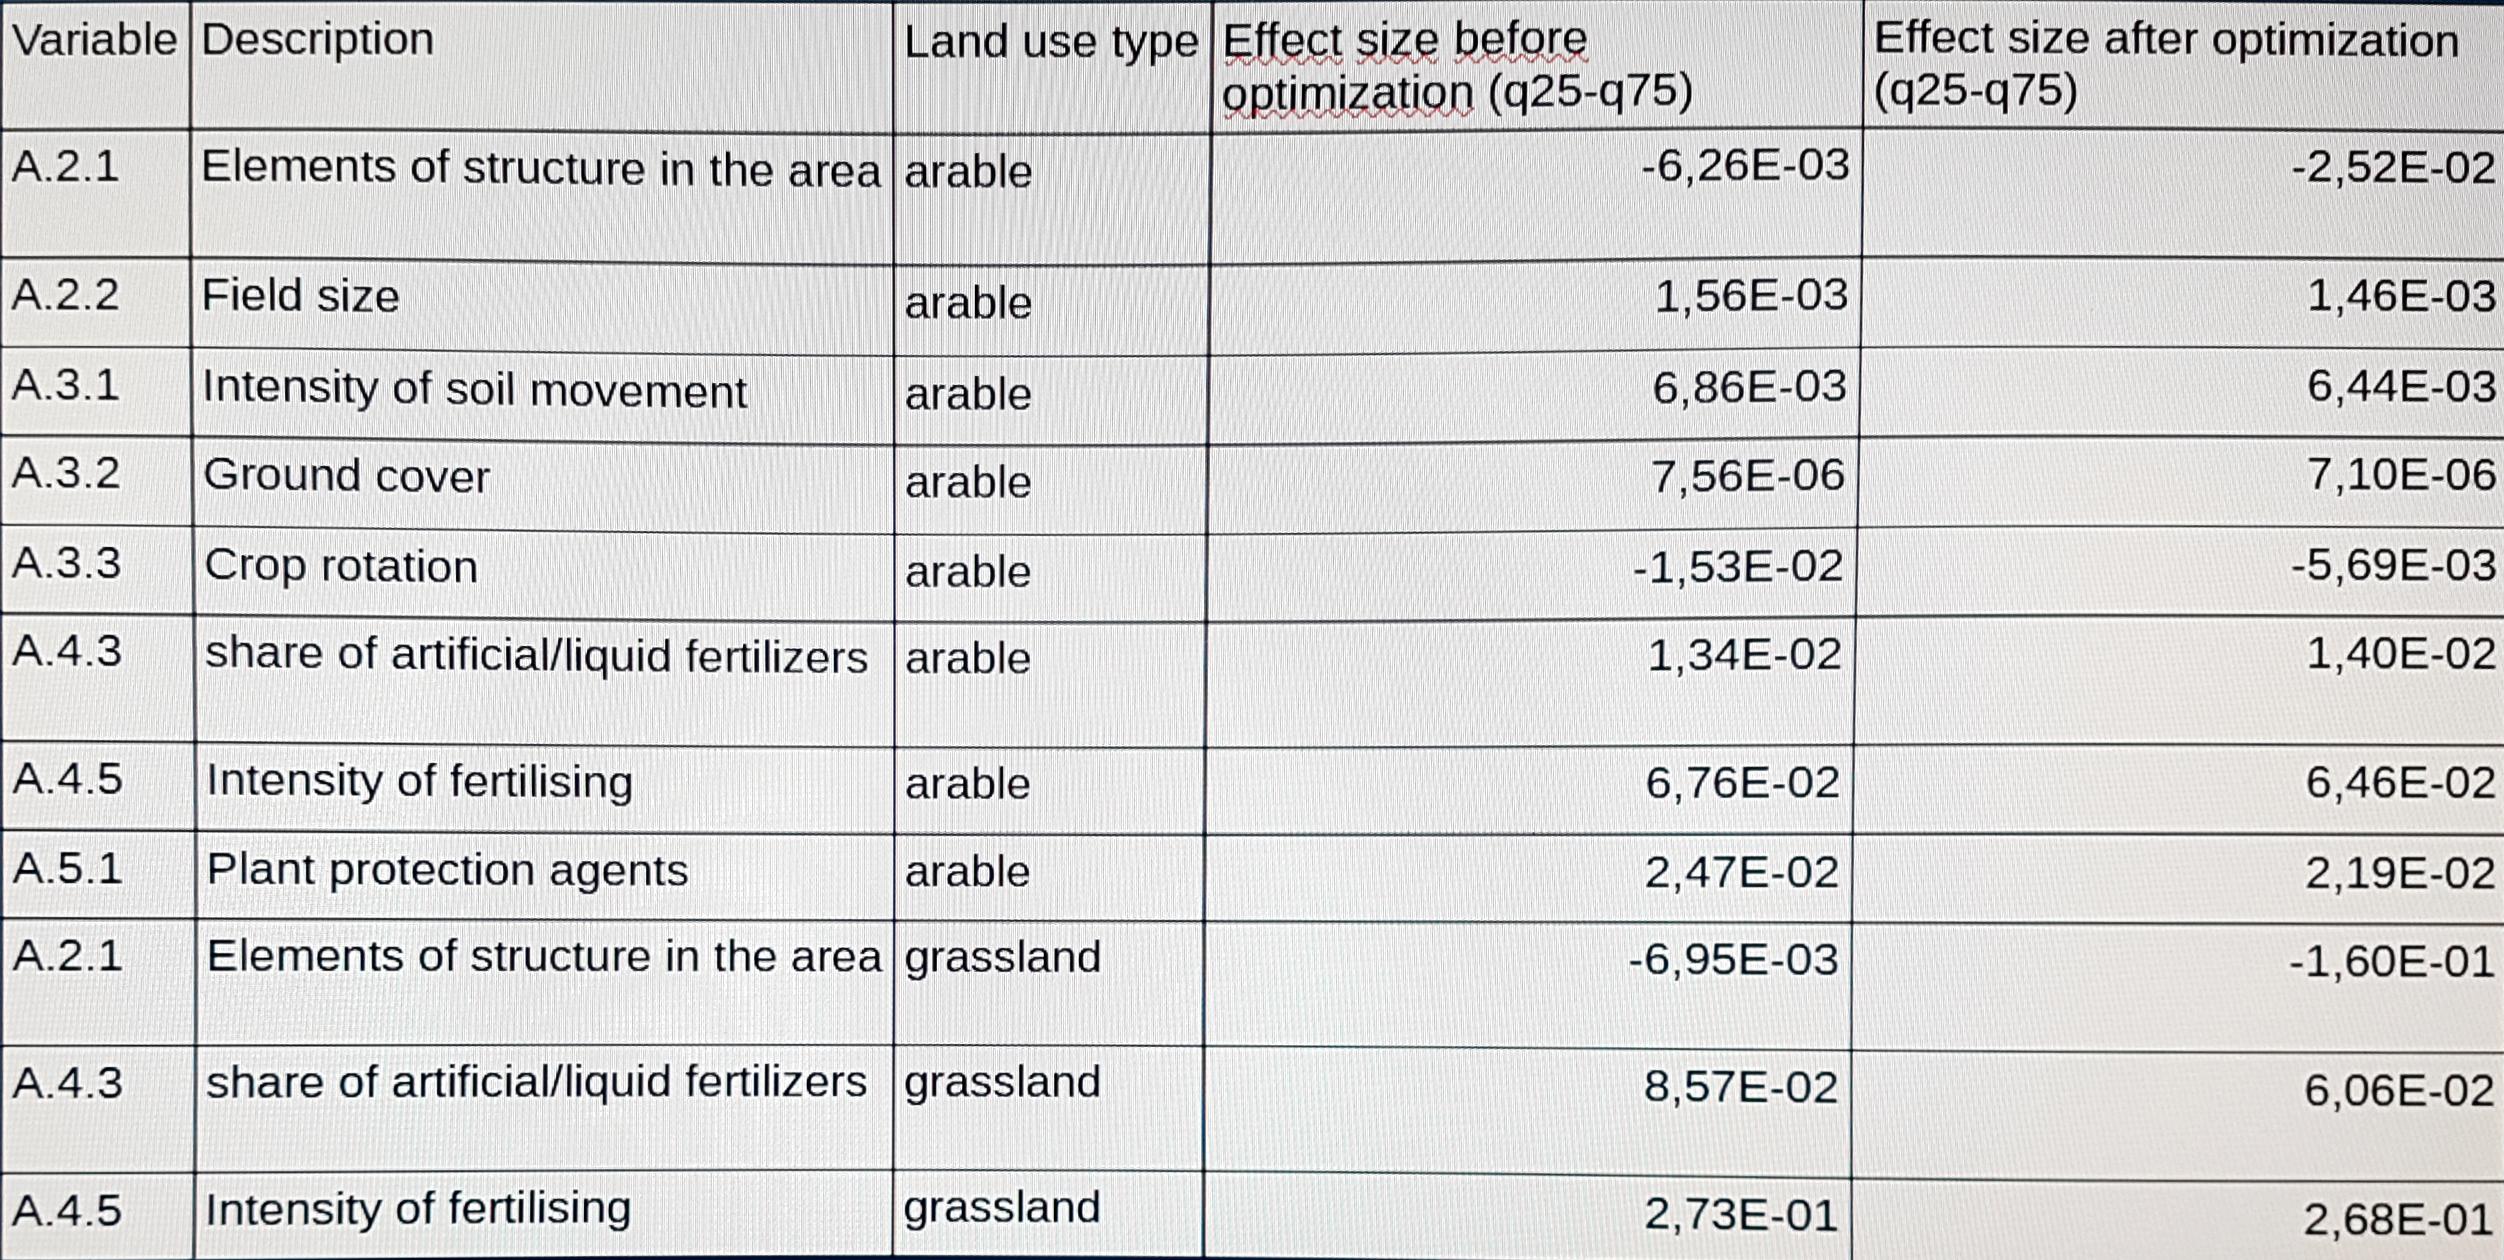 Variable Description Land use type Effect size before optimization (q25-q75) Effect size after optimization (q25-q75)
A.2.1 Elements of structure in the area arable -6,26E-03 -2,52E-02
A.2.2 Field size arable 1,56E-03 1,46E-03
A.3.1 Intensity of soil movement arable 6,86E-03 6,44E-03
A.3.2 Ground cover arable 7,56E-06 7,10E-06
A.3.3 Crop rotation arable -1,53E-02 -5,69E-03
A.4.3 share of artificial/liquid fertilizers arable 1,34E-02 1,40E-02
A.4.5 Intensity of fertilising arable 6,76E-02 6,46E-02
A.5.1 Plant protection agents arable 2,47E-02 2,19E-02
A.2.1 Elements of structure in the area grassland -6,95E-03 -1,60E-01
A.4.3 share of artificial/liquid fertilizers grassland 8,57E-02 6,06E-02
A.4.5 Intensity of fertilising grassland 2,73E-01 2,68E-01